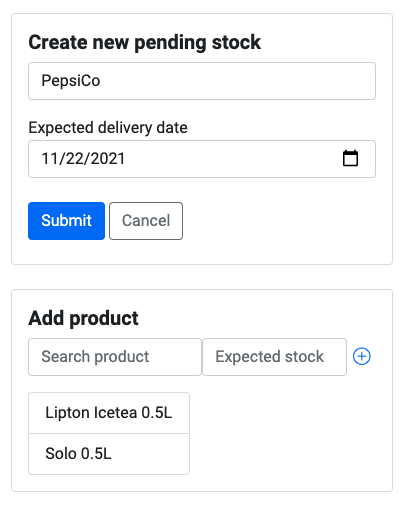 Create new pending stock
PepsiCo
Expected delivery date
11/22/2021
Submit Cancel
Add product
Search product Expected stock
Lipton Icetea 0.5L
Solo 0.5L